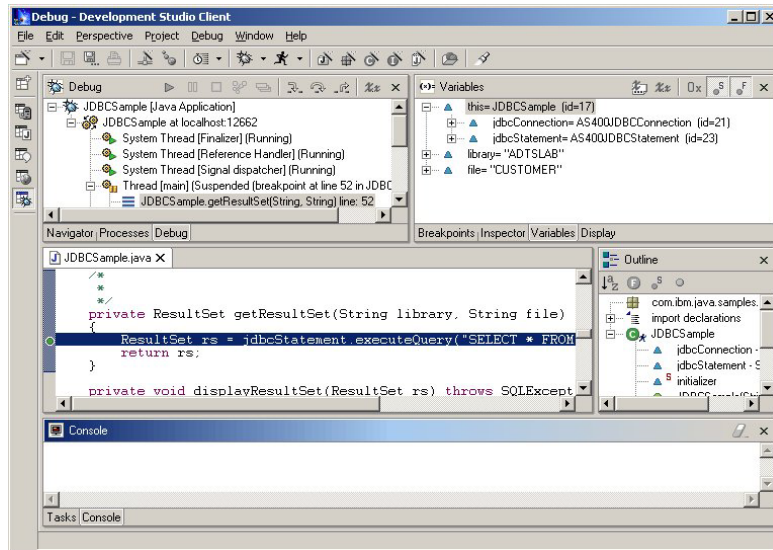 Debug - Development Studio Client
File Edit Perspective Project Debug Window Help
Debug
JDBCSample [Java Application]
JDBCSample at localhost:12662
System Thread [Finalizer] (Running)
System Thread [Reference Handler] (Running)
System Thread [Signal dispatcher] (Running)
Thread [main] (Suspended (breakpoint at line 52 in JDBC
JDBCSample.getResultSet(String, String) line: 52
Navigator Processes Debug
(x)= Variables
this= JDBCSample (id=17)
jdbcConnection= AS400JDBCConnection (id=21)
jdbcStatement= AS400JDBCStatement (id=23)
library= "ADTSLAB"
file= "CUSTOMER"
Breakpoints Inspector Variables Display
JDBCSample.java
/*
*
*/
private ResultSet getResultSet(String library, String file)
{
ResultSet rs = jdbcStatement.executeQuery("SELECT * FROM
return rs;
}
private void displayResultSet(ResultSet rs) throws SQLExcept
Outline
com.ibm.java.samples.
import declarations
JDBCSample
jdbcConnection -
jdbcStatement - S
initializer
Console
Tasks Console